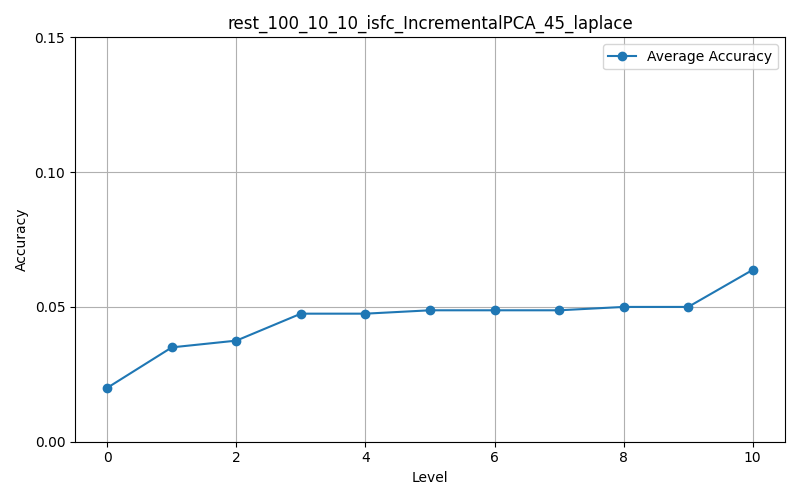 rest_100_10_10_isfc_IncrementalPCA_45_laplace
Average Accuracy
0.15
0.10
0.05
0.00
Accuracy
0 2 4 6 8 10
Level